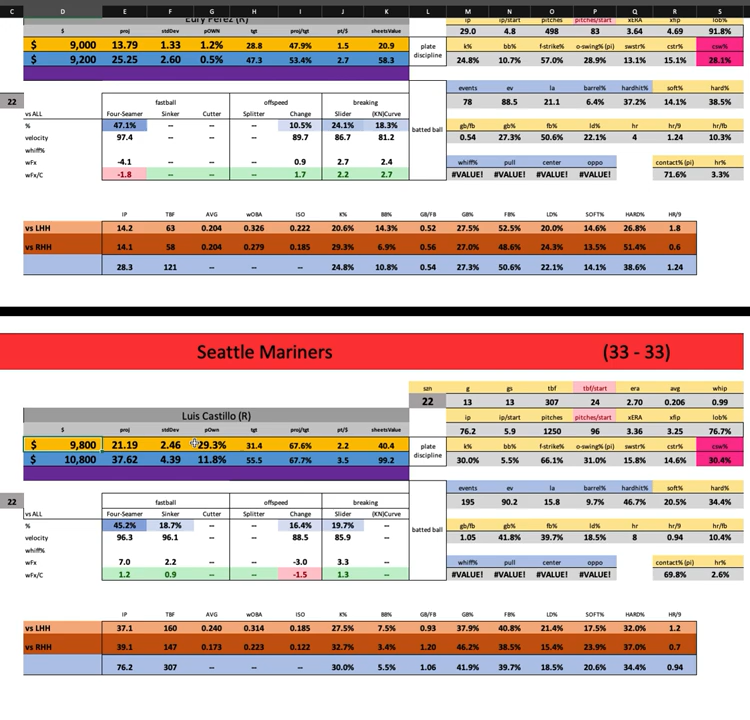 C D E F G H I J K L M N O P Q R S
Eury Perez (R) ip ip/start pitches pitches/start xERA xfip lob%
$ proj stdDev pOWN tgt proj/tgt pt/$ sheetsValue 29.0 4.8 498 83 3.64 4.69 91.8%
$ 9,000 13.79 1.33 1.2% 28.8 47.9% 1.5 20.9 plate discipline k% bb% f-strike% o-swing% (pi) swstr% cstr% csw%
$ 9,200 25.25 2.60 0.5% 47.3 53.4% 2.7 58.3 24.8% 10.7% 57.0% 28.9% 13.1% 15.1% 28.1%
events ev la barrel% hardhit% soft% hard%
22 fastball offspeed breaking 78 88.5 21.1 6.4% 37.2% 14.1% 38.5%
vs ALL Four-Seamer Sinker Cutter Splitter Change Slider (KN)Curve
% 47.1% -- -- -- 10.5% 24.1% 18.3% batted ball gb/fb gb% fb% ld% hr hr/9 hr/fb
velocity 97.4 -- -- -- 89.7 86.7 81.2 0.54 27.3% 50.6% 22.1% 4 1.24 10.3%
whiff%
wFx -4.1 0.9 2.7 2.4 whiff% pull center oppo contact% (pi) hr%
wFx/C -1.8 -- -- -- 1.7 2.2 2.7 #VALUE! #VALUE! #VALUE! #VALUE! 71.6% 3.3%
IP TBF AVG wOBA ISO K% BB% GB/FB GB% FB% LD% SOFT% HARD% HR/9
vs LHH 14.2 63 0.204 0.326 0.222 20.6% 14.3% 0.52 27.5% 52.5% 20.0% 14.6% 26.8% 1.8
vs RHH 14.1 58 0.204 0.279 0.185 29.3% 6.9% 0.56 27.0% 48.6% 24.3% 13.5% 51.4% 0.6
28.3 121 -- -- -- 24.8% 10.8% 0.54 27.3% 50.6% 22.1% 14.1% 38.6% 1.24
Seattle Mariners (33 - 33)
szn g gs tbf tbf/start era avg whip
22 13 13 307 24 2.70 0.206 0.99
Luis Castillo (R) ip ip/start pitches pitches/start xERA xfip lob%
$ proj stdDev pOwn tgt proj/tgt pt/$ sheetsValue 76.2 5.9 1250 96 3.36 3.25 76.7%
$ 9,800 21.19 2.46 29.3% 31.4 67.6% 2.2 40.4 plate discipline k% bb% f-strike% o-swing% (pi) swstr% cstr% csw%
$ 10,800 37.62 4.39 11.8% 55.5 67.7% 3.5 99.2 30.0% 5.5% 66.1% 31.0% 15.8% 14.6% 30.4%
events ev la barrel% hardhit% soft% hard%
22 fastball offspeed breaking 195 90.2 15.8 9.7% 46.7% 20.5% 34.4%
vs ALL Four-Seamer Sinker Cutter Splitter Change Slider (KN)Curve
% 45.2% 18.7% -- -- 16.4% 19.7% -- batted ball gb/fb gb% fb% ld% hr hr/9 hr/fb
velocity 96.3 96.1 -- -- 88.5 85.9 -- 1.05 41.8% 39.7% 18.5% 8 0.94 10.4%
whiff%
wFx 7.0 2.2 -3.0 3.3 whiff% pull center oppo contact% (pi) hr%
wFx/C 1.2 0.9 -- -- -1.5 1.3 -- #VALUE! #VALUE! #VALUE! #VALUE! 69.8% 2.6%
IP TBF AVG wOBA ISO K% BB% GB/FB GB% FB% LD% SOFT% HARD% HR/9
vs LHH 37.1 160 0.240 0.314 0.185 27.5% 7.5% 0.93 37.9% 40.8% 21.4% 17.5% 32.0% 1.2
vs RHH 39.1 147 0.173 0.223 0.122 32.7% 3.4% 1.20 46.2% 38.5% 15.4% 23.9% 37.0% 0.7
76.2 307 -- -- -- 30.0% 5.5% 1.06 41.9% 39.7% 18.5% 20.6% 34.4% 0.94